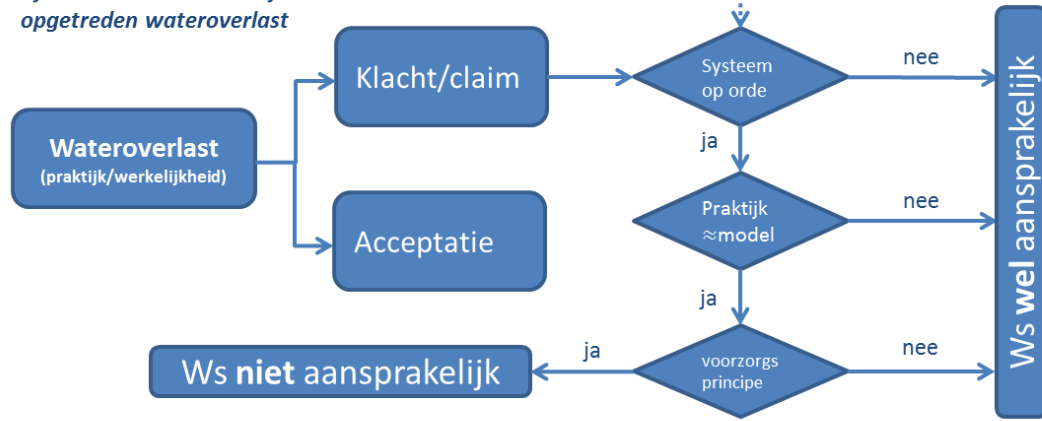 opgetreden wateroverlast
Klacht/claim
Systeem
op orde
nee
Wateroverlast
(praktijk/werkelijkheid)
ja
Acceptatie
Praktijk
≈model
nee
ja
Ws niet aansprakelijk
ja
voorzorgs
principe
nee
Ws wel aansprakelijk